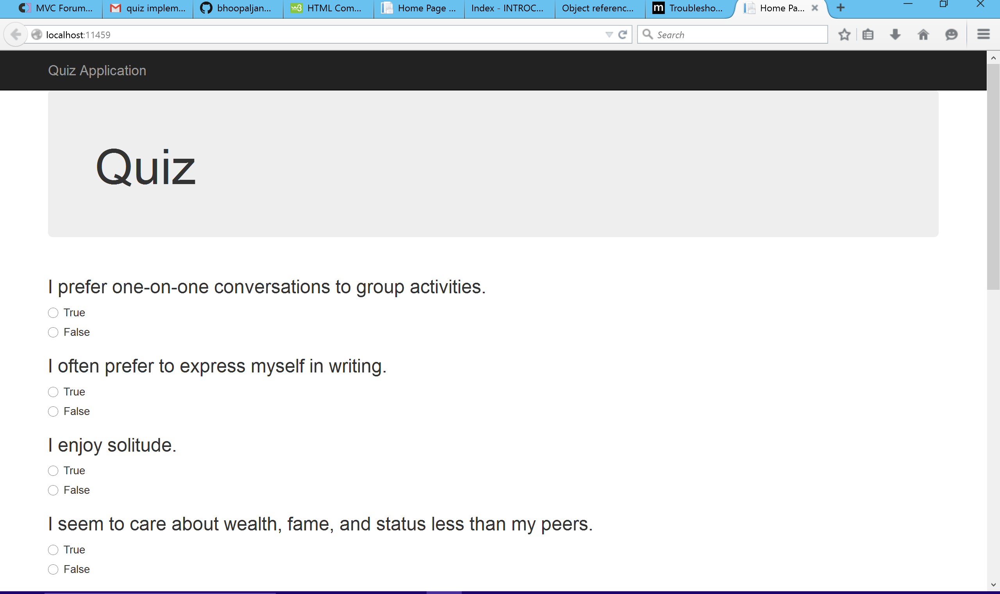 MVC Forum... quiz implem... bhoopaljan... w3 HTML Com... Home Page ... Index - INTROC... Object referenc... m Troublesho... Home Pa...
localhost:11459 Search
Quiz Application
Quiz
I prefer one-on-one conversations to group activities.
True
False
I often prefer to express myself in writing.
True
False
I enjoy solitude.
True
False
I seem to care about wealth, fame, and status less than my peers.
True
False